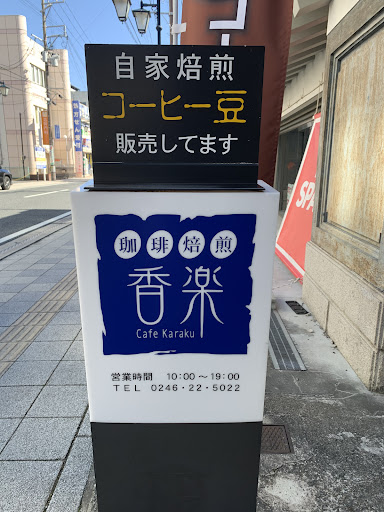 自家焙煎
コーヒー豆
販売してます
珈琲焙煎
香楽
Cafe Karaku
営業時間 10:00～19:00
TEL 0246・22・5022
SPA